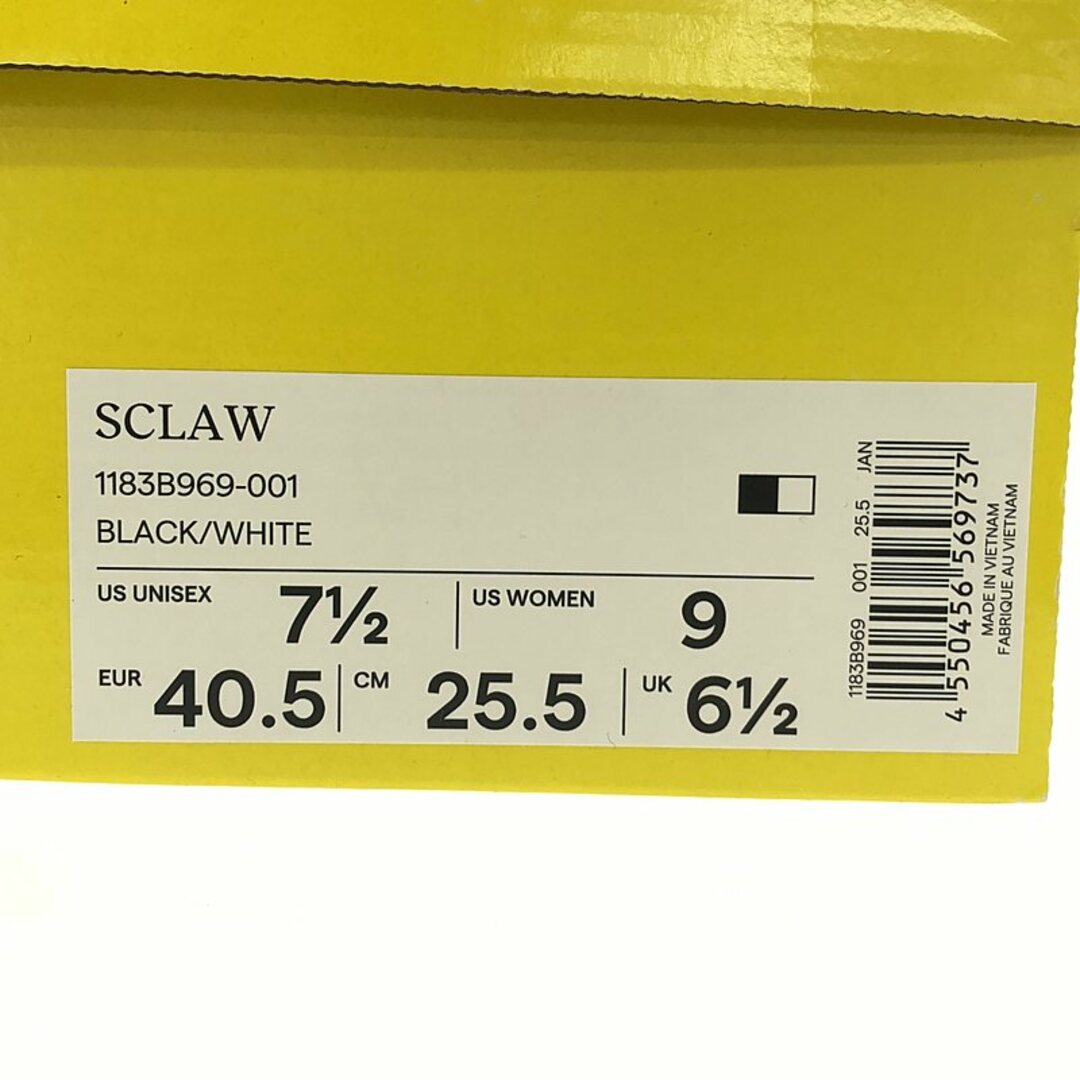 SCLAW
1183B969-001
BLACK/WHITE
US UNISEX 7½ US WOMEN 9
EUR 40.5 CM 25.5 UK 6½
1183B969 001 25.5 JAN
4 550456 569737
MADE IN VIETNAM
FABRIQUE AU VIETNAM